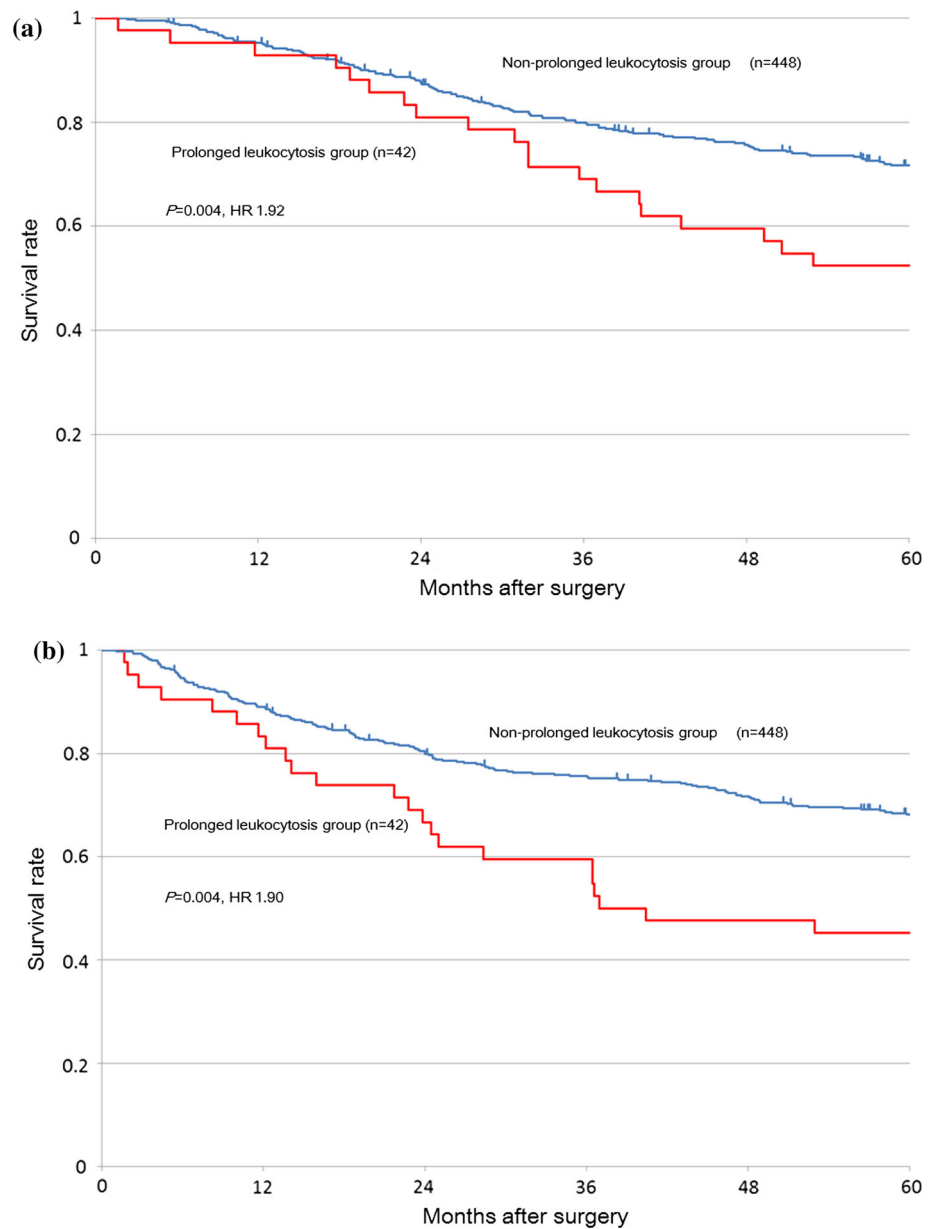 (a)
1
0.8
0.6
0.4
0.2
0
Survival rate
Non-prolonged leukocytosis group (n=448)
Prolonged leukocytosis group (n=42)
P=0.004, HR 1.92
0 12 24 36 48 60
Months after surgery
(b)
1
0.8
0.6
0.4
0.2
0
Survival rate
Non-prolonged leukocytosis group (n=448)
Prolonged leukocytosis group (n=42)
P=0.004, HR 1.90
0 12 24 36 48 60
Months after surgery